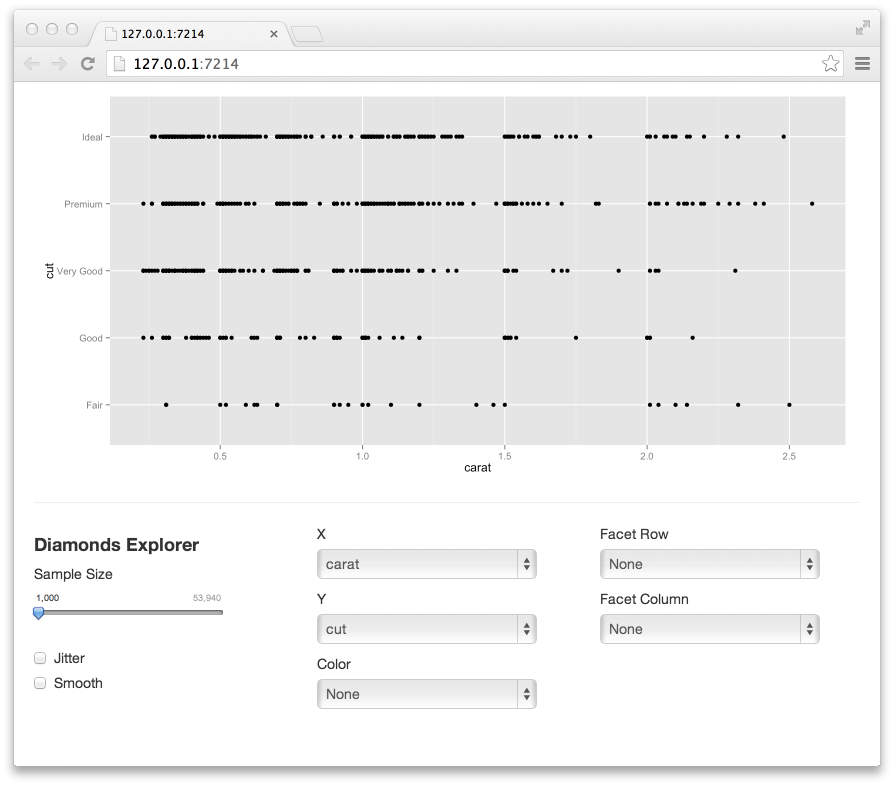 127.0.0.1:7214
127.0.0.1:7214
cut
Ideal
Premium
Very Good
Good
Fair
0.5 1.0 1.5 2.0 2.5
carat
Diamonds Explorer
Sample Size
1,000 53,940
Jitter
Smooth
X
carat
Y
cut
Color
None
Facet Row
None
Facet Column
None